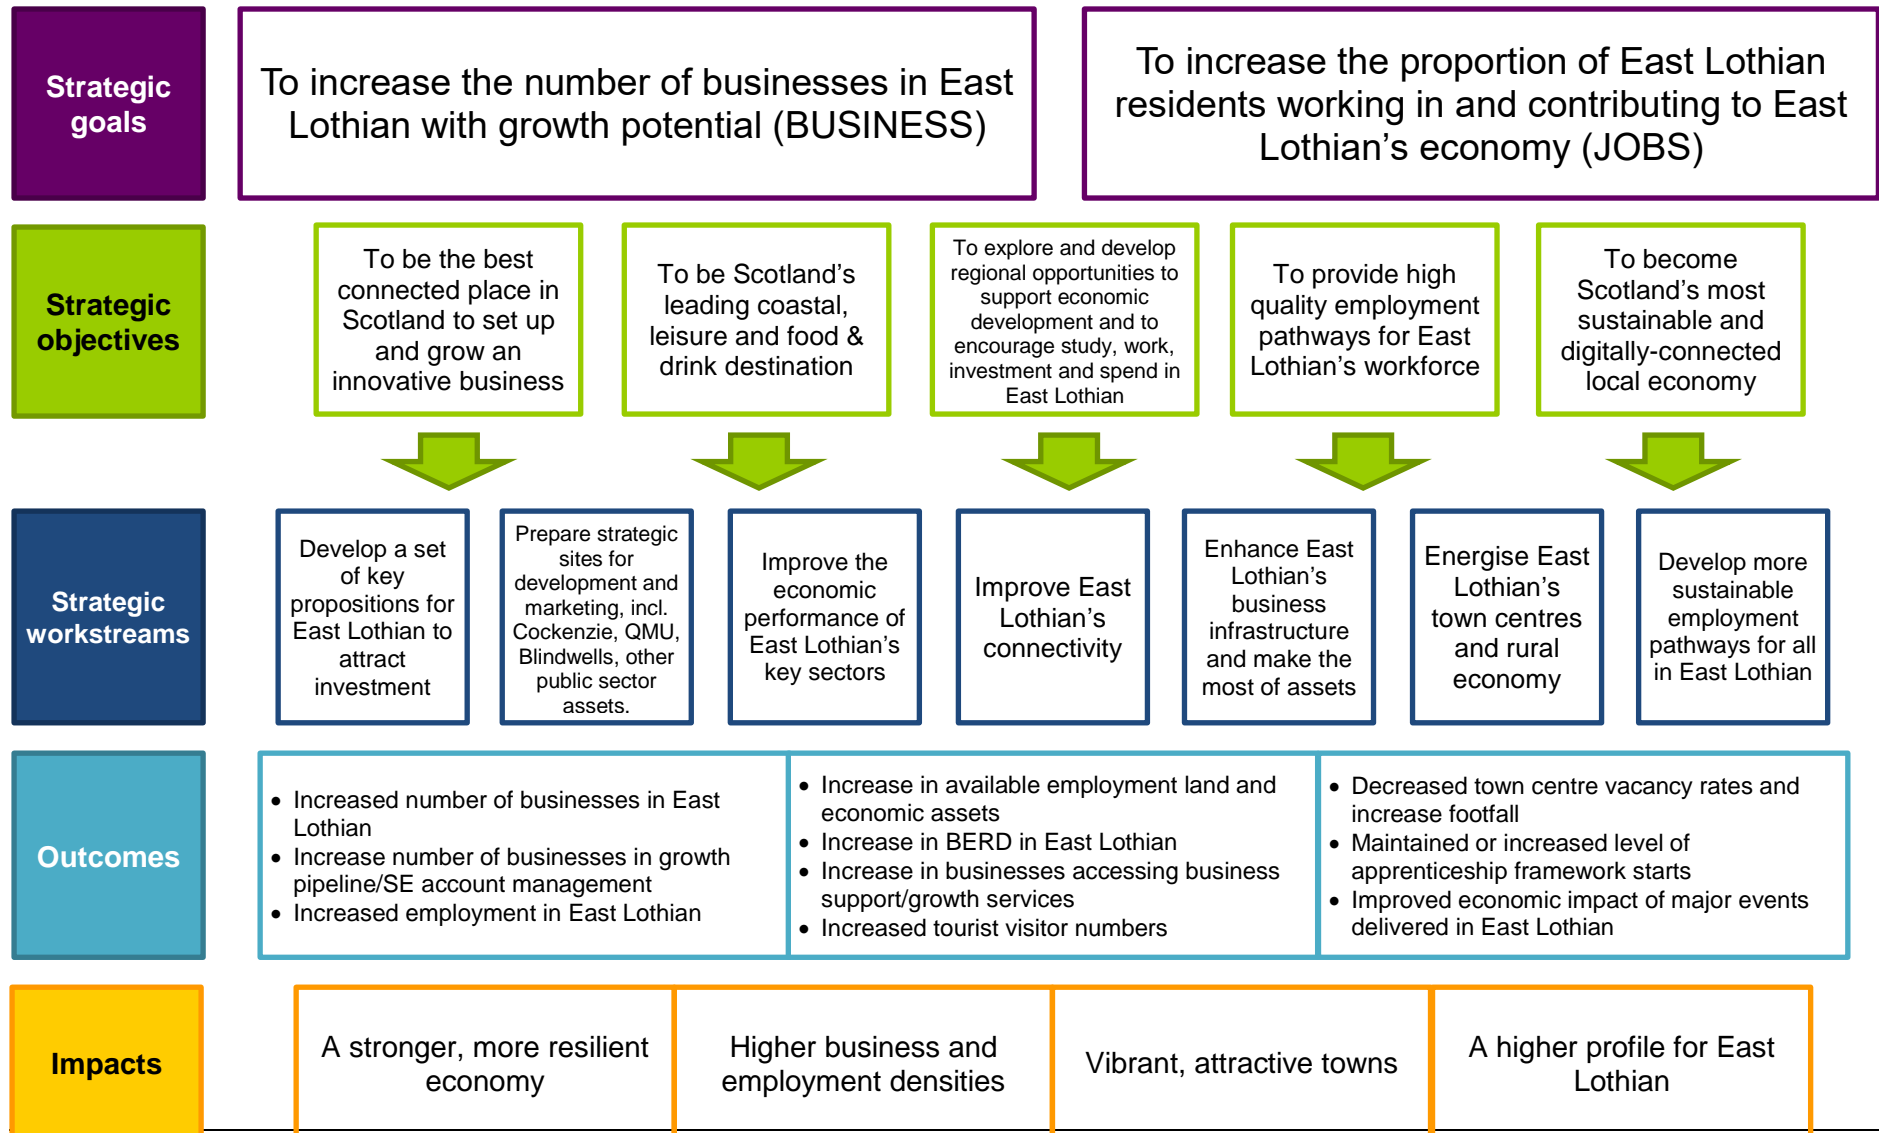 Strategic
goals
To increase the number of businesses in East
Lothian with growth potential (BUSINESS)
To increase the proportion of East Lothian
residents working in and contributing to East
Lothian’s economy (JOBS)
Strategic
objectives
To be the best
connected place in
Scotland to set up
and grow an
innovative business
To be Scotland’s
leading coastal,
leisure and food &
drink destination
To explore and develop
regional opportunities to
support economic
development and to
encourage study, work,
investment and spend in
East Lothian
To provide high
quality employment
pathways for East
Lothian’s workforce
To become
Scotland’s most
sustainable and
digitally-connected
local economy
Strategic
workstreams
Develop a set
of key
propositions for
East Lothian to
attract
investment
Prepare strategic
sites for
development and
marketing, incl.
Cockenzie, QMU,
Blindwells, other
public sector
assets.
Improve the
economic
performance of
East Lothian’s
key sectors
Improve East
Lothian’s
connectivity
Enhance East
Lothian’s
business
infrastructure
and make the
most of assets
Energise East
Lothian’s
town centres
and rural
economy
Develop more
sustainable
employment
pathways for all
in East Lothian
Outcomes
• Increased number of businesses in East
Lothian
• Increase number of businesses in growth
pipeline/SE account management
• Increased employment in East Lothian
• Increase in available employment land and
economic assets
• Increase in BERD in East Lothian
• Increase in businesses accessing business
support/growth services
• Increased tourist visitor numbers
• Decreased town centre vacancy rates and
increase footfall
• Maintained or increased level of
apprenticeship framework starts
• Improved economic impact of major events
delivered in East Lothian
Impacts
A stronger, more resilient
economy
Higher business and
employment densities
Vibrant, attractive towns
A higher profile for East
Lothian